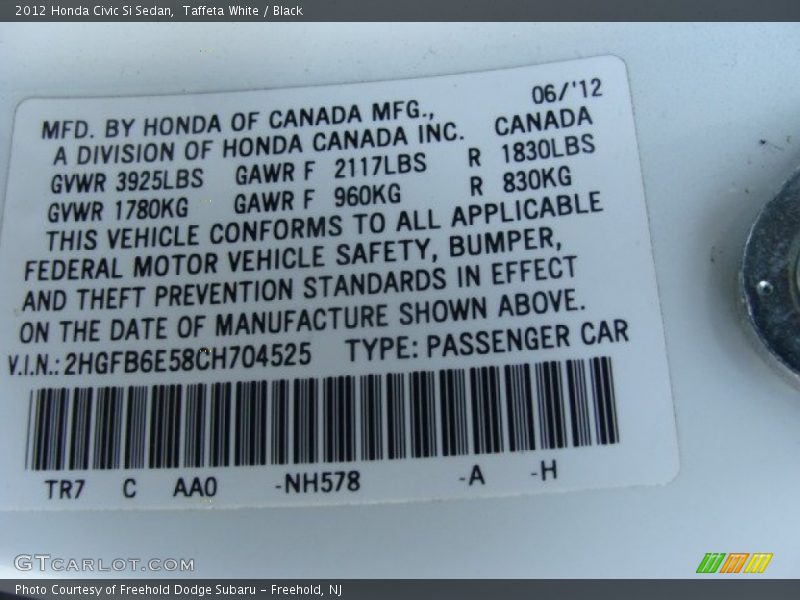 2012 Honda Civic Si Sedan,  Taffeta White / Black
06/'12
MFD. BY HONDA OF CANADA MFG.,
A DIVISION OF HONDA CANADA INC. CANADA
GVWR 3925LBS GAWR F 2117LBS R 1830LBS
GVWR 1780KG GAWR F 960KG R 830KG
THIS VEHICLE CONFORMS TO ALL APPLICABLE
FEDERAL MOTOR VEHICLE SAFETY, BUMPER,
AND THEFT PREVENTION STANDARDS IN EFFECT
ON THE DATE OF MANUFACTURE SHOWN ABOVE.
V.I.N.: 2HGFB6E58CH704525 TYPE: PASSENGER CAR
TR7 C AA0 -NH578 -A -H
GTCARLOT.COM
Photo Courtesy of Freehold Dodge Subaru - Freehold, NJ